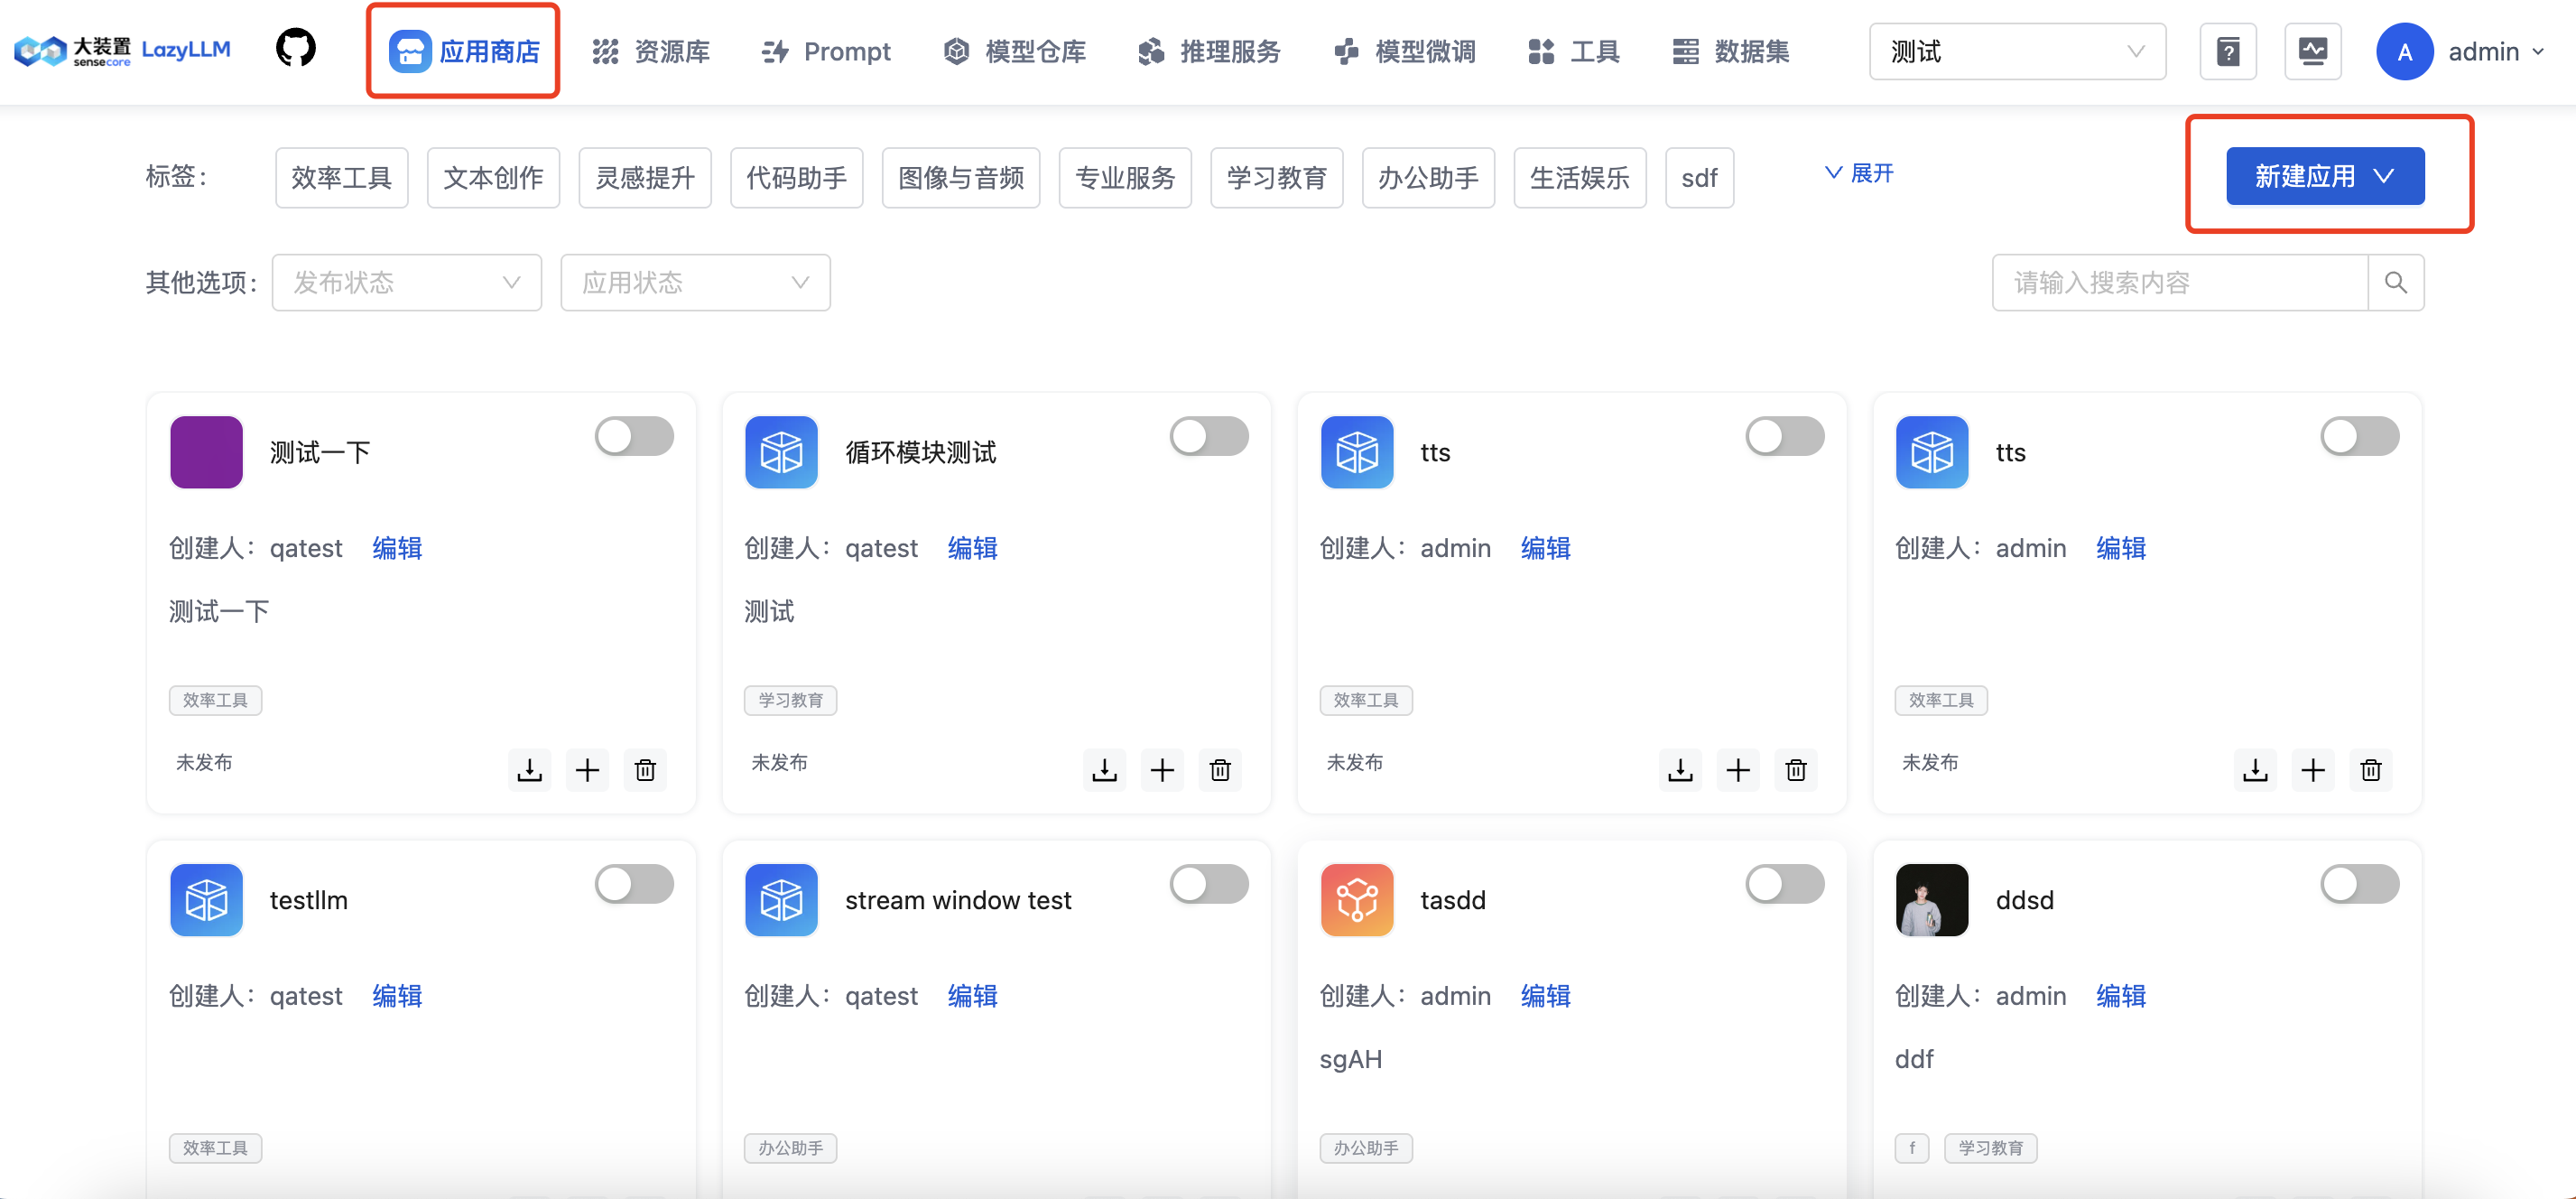 大装置 sensecore LazyLLM 应用商店 资源库 Prompt 模型仓库 推理服务 模型微调 工具 数据集 测试 ? A admin
标签： 效率工具 文本创作 灵感提升 代码助手 图像与音频 专业服务 学习教育 办公助手 生活娱乐 sdf 展开 新建应用
其他选项： 发布状态 应用状态 请输入搜索内容
测试一下 循环模块测试 tts tts
创建人： qatest 编辑 创建人： qatest 编辑 创建人： admin 编辑 创建人： admin 编辑
测试一下 测试
效率工具 学习教育 效率工具 效率工具
未发布 未发布 未发布 未发布
testllm stream window test tasdd ddsd
创建人： qatest 编辑 创建人： qatest 编辑 创建人： admin 编辑 创建人： admin 编辑
sgAH ddf
效率工具 办公助手 办公助手 f 学习教育